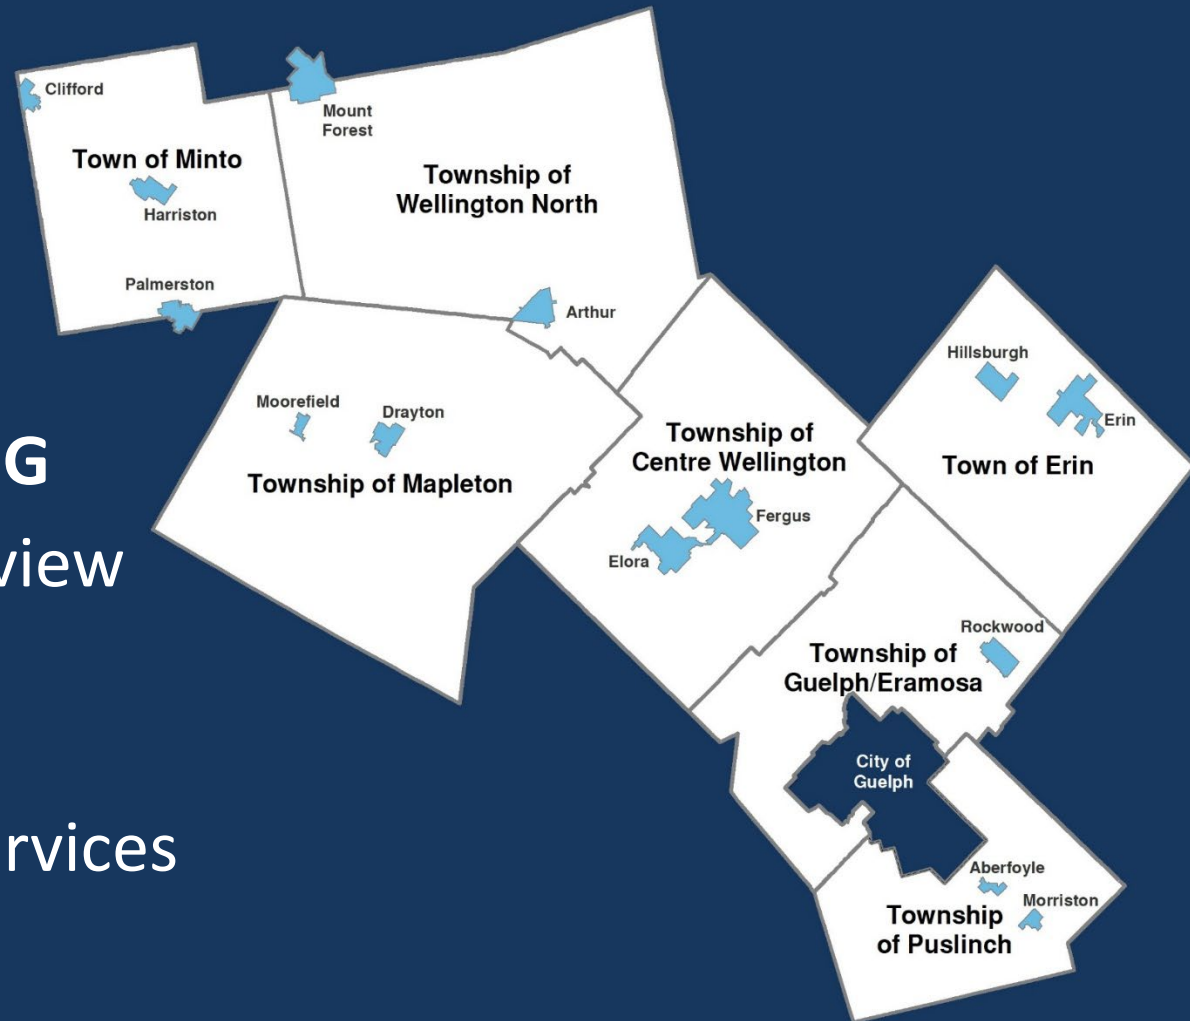 Clifford
Mount
Forest
Town of Minto
Township of
Wellington North
Harriston
Palmerston
Arthur
Hillsburgh
Erin
Moorefield
Drayton
Township of
Centre Wellington
Town of Erin
Township of Mapleton
G
view
Fergus
Elora
Rockwood
Township of
Guelph/Eramosa
City of
Guelph
rvices
Aberfoyle
Morriston
Township
of Puslinch